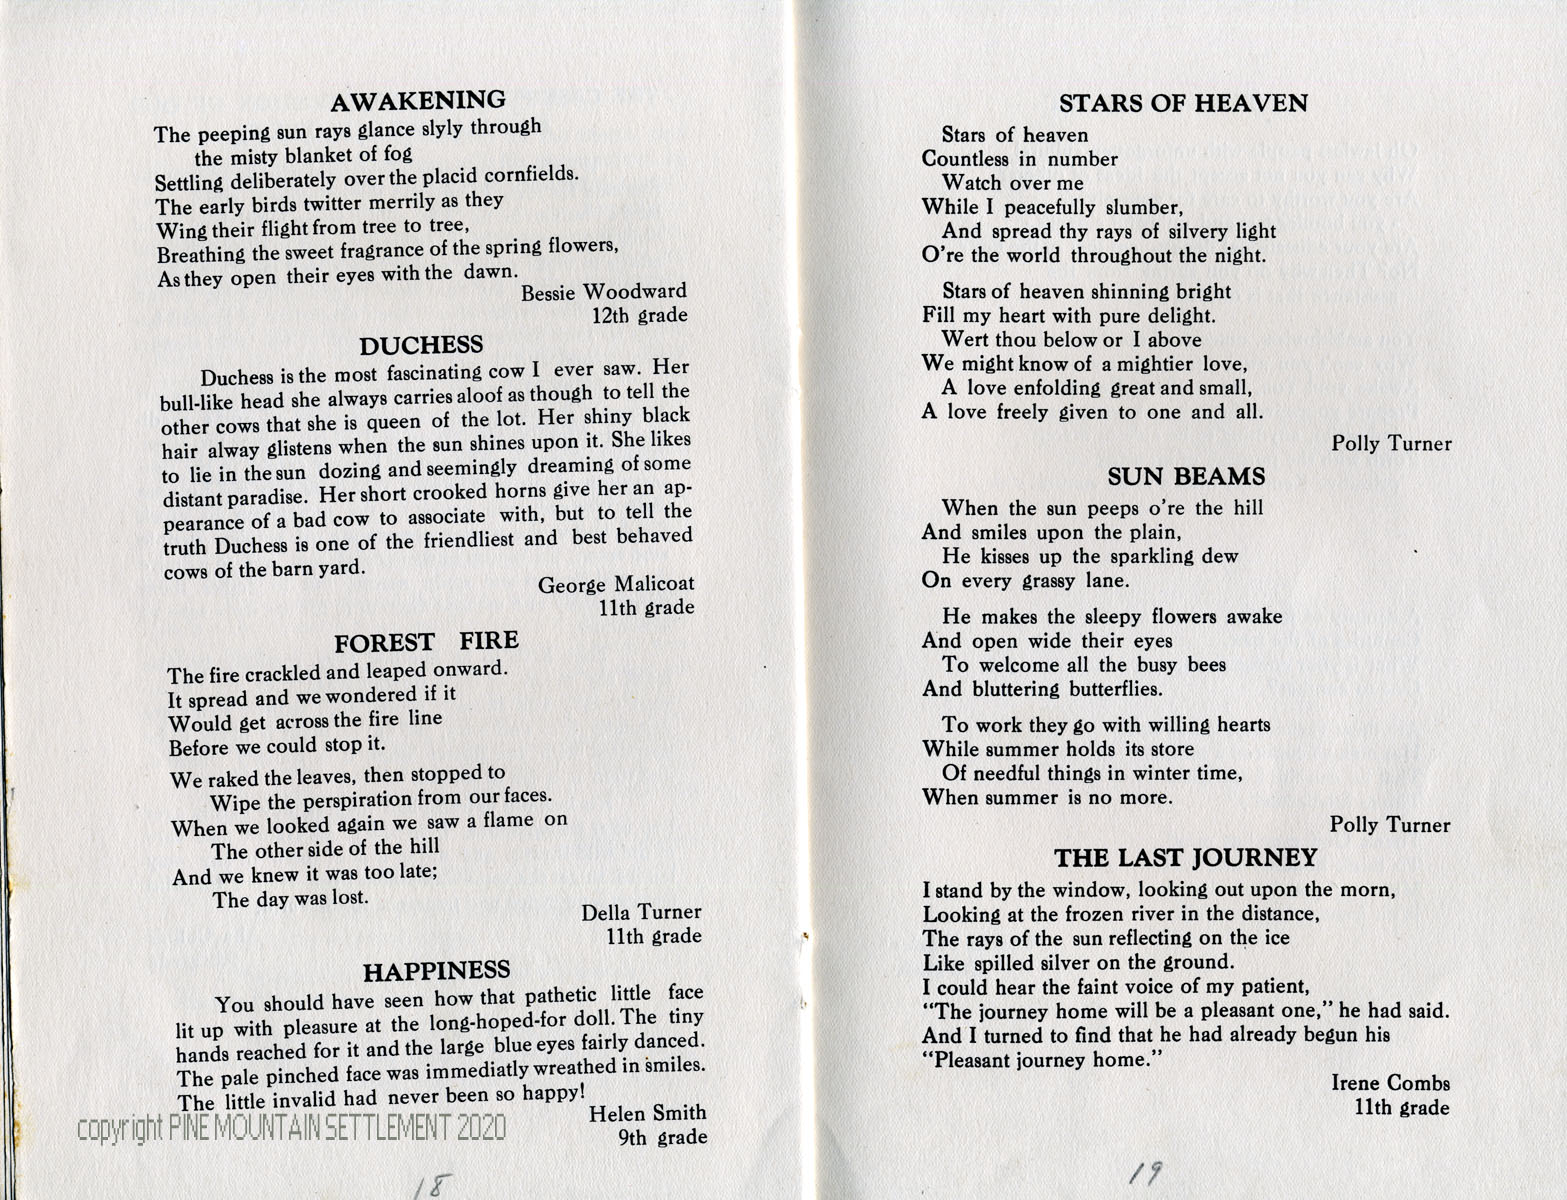 AWAKENING
The peeping sun rays glance slyly through
the misty blanket of fog
Settling deliberately over the placid cornfields.
The early birds twitter merrily as they
Wing their flight from tree to tree,
Breathing the sweet fragrance of the spring flowers,
As they open their eyes with the dawn.
Bessie Woodward
12th grade
DUCHESS
Duchess is the most fascinating cow I ever saw. Her
bull-like head she always carries aloof as though to tell the
other cows that she is queen of the lot. Her shiny black
hair alway glistens when the sun shines upon it. She likes
to lie in the sun dozing and seemingly dreaming of some
distant paradise. Her short crooked horns give her an ap-
pearance of a bad cow to associate with, but to tell the
truth Duchess is one of the friendliest and best behaved
cows of the barn yard.
George Malicoat
11th grade
FOREST FIRE
The fire crackled and leaped onward.
It spread and we wondered if it
Would get across the fire line
Before we could stop it.
We raked the leaves, then stopped to
Wipe the perspiration from our faces.
When we looked again we saw a flame on
The other side of the hill
And we knew it was too late;
The day was lost.
Della Turner
11th grade
HAPPINESS
You should have seen how that pathetic little face
lit up with pleasure at the long-hoped-for doll. The tiny
hands reached for it and the large blue eyes fairly danced.
The pale pinched face was immediatly wreathed in smiles.
The little invalid had never been so happy!
Helen Smith
9th grade
copyright PINE MOUNTAIN SETTLEMENT 2020
18
STARS OF HEAVEN
Stars of heaven
Countless in number
Watch over me
While I peacefully slumber,
And spread thy rays of silvery light
O're the world throughout the night.
Stars of heaven shinning bright
Fill my heart with pure delight.
Wert thou below or I above
We might know of a mightier love,
A love enfolding great and small,
A love freely given to one and all.
Polly Turner
SUN BEAMS
When the sun peeps o're the hill
And smiles upon the plain,
He kisses up the sparkling dew
On every grassy lane.
He makes the sleepy flowers awake
And open wide their eyes
To welcome all the busy bees
And bluttering butterflies.
To work they go with willing hearts
While summer holds its store
Of needful things in winter time,
When summer is no more.
Polly Turner
THE LAST JOURNEY
I stand by the window, looking out upon the morn,
Looking at the frozen river in the distance,
The rays of the sun reflecting on the ice
Like spilled silver on the ground.
I could hear the faint voice of my patient,
"The journey home will be a pleasant one," he had said.
And I turned to find that he had already begun his
"Pleasant journey home."
Irene Combs
11th grade
19